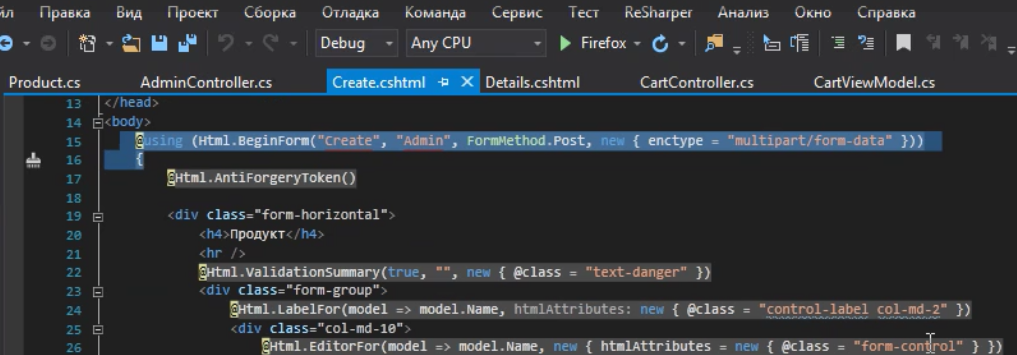 йл Правка Вид Проект Сборка Отладка Команда Сервис Тест ReSharper Анализ Окно Справка
Debug Any CPU Firefox
Product.cs AdminController.cs Create.cshtml Details.cshtml CartController.cs CartViewModel.cs
13 </head>
14 <body>
15 @using (Html.BeginForm("Create", "Admin", FormMethod.Post, new { enctype = "multipart/form-data" }))
16 {
17 @Html.AntiForgeryToken()
18
19 <div class="form-horizontal">
20 <h4>Продукт</h4>
21 <hr />
22 @Html.ValidationSummary(true, "", new { @class = "text-danger" })
23 <div class="form-group">
24 @Html.LabelFor(model => model.Name, htmlAttributes: new { @class = "control-label col-md-2" })
25 <div class="col-md-10">
26 @Html.EditorFor(model => model.Name, new { htmlAttributes = new { @class = "form-control" } })